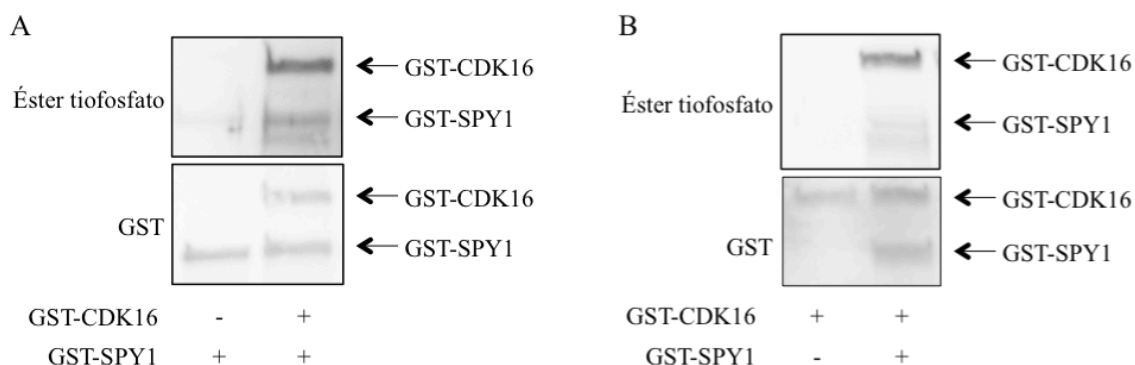 A
Éster tiofosfato
GST-CDK16
GST-SPY1
GST
GST-CDK16
GST-SPY1
GST-CDK16 - +
GST-SPY1 + +
B
Éster tiofosfato
GST-CDK16
GST-SPY1
GST
GST-CDK16
GST-SPY1
GST-CDK16 + +
GST-SPY1 - +